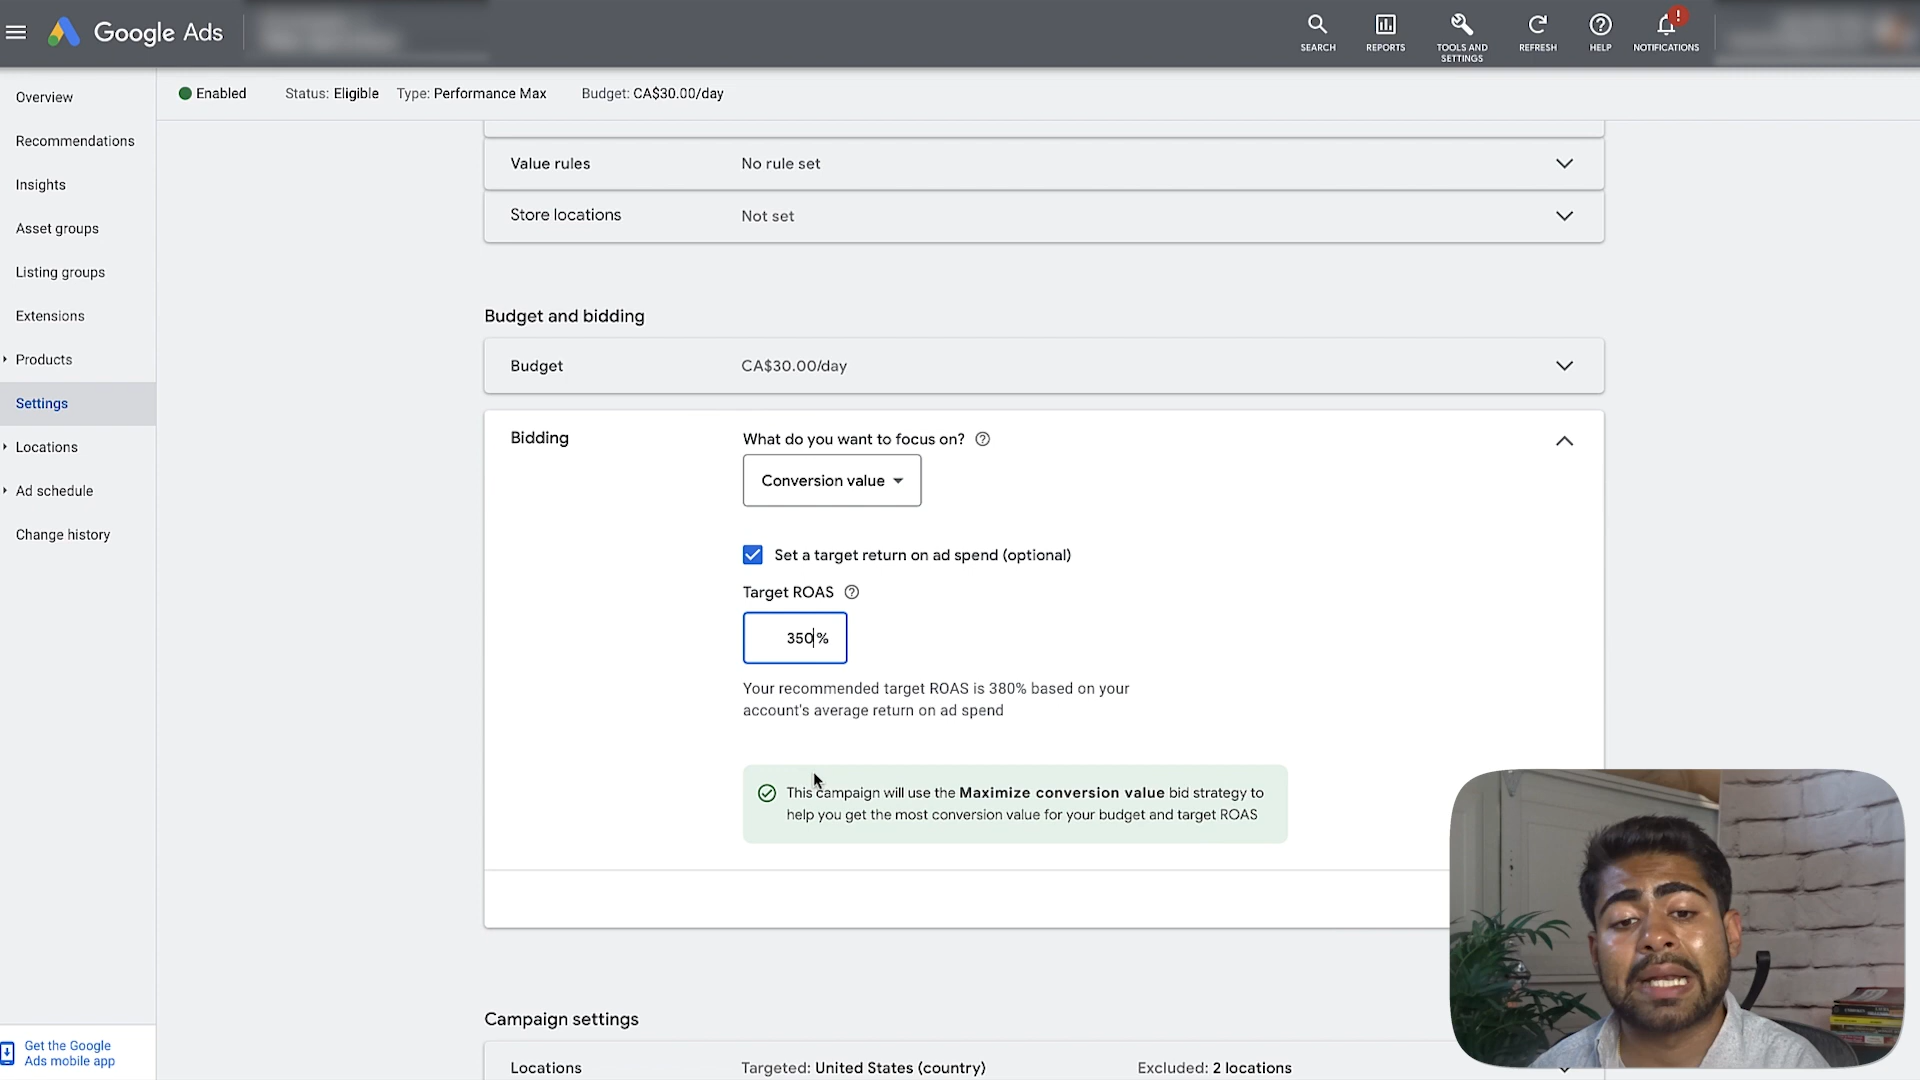 Google Ads
SEARCH
REPORTS
TOOLS AND
SETTINGS
REFRESH
HELP
!
NOTIFICATIONS
Enabled Status: Eligible Type: Performance Max Budget: CA$30.00/day
Overview
Recommendations
Insights
Asset groups
Listing groups
Extensions
Products
Settings
Locations
Ad schedule
Change history
Get the Google
Ads mobile app
Value rules No rule set
Store locations Not set
Budget and bidding
Budget CA$30.00/day
Bidding What do you want to focus on?
Conversion value
Set a target return on ad spend (optional)
Target ROAS
350%
Your recommended target ROAS is 380% based on your
account's average return on ad spend
This campaign will use the Maximize conversion value bid strategy to
help you get the most conversion value for your budget and target ROAS
Campaign settings
Locations Targeted: United States (country) Excluded: 2 locations